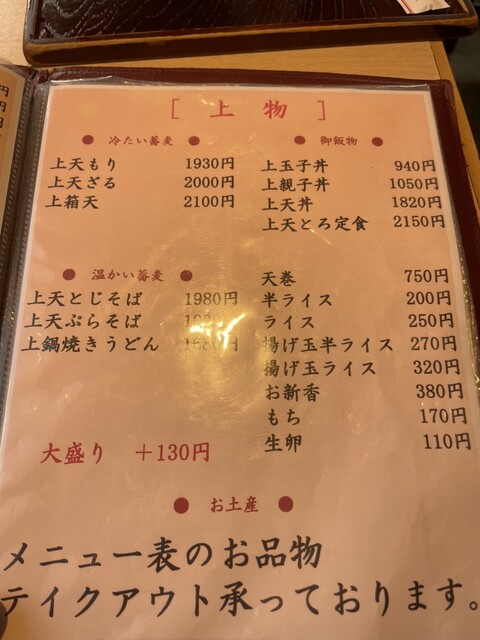 [ 上 物 ]
● 冷たい蕎麦 ●
上天もり 1930円
上天ざる 2000円
上箱天 2100円
● 御飯物 ●
上玉子丼 940円
上親子丼 1050円
上天丼 1820円
上天とろ定食 2150円
● 温かい蕎麦 ●
上天とじそば 1980円
上天ぷらそば
上鍋焼きうどん
天巻 750円
半ライス 200円
ライス 250円
揚げ玉半ライス 270円
揚げ玉ライス 320円
お新香 380円
もち 170円
生卵 110円
大盛り +130円
● お土産 ●
メニュー表のお品物
テイクアウト承っております。